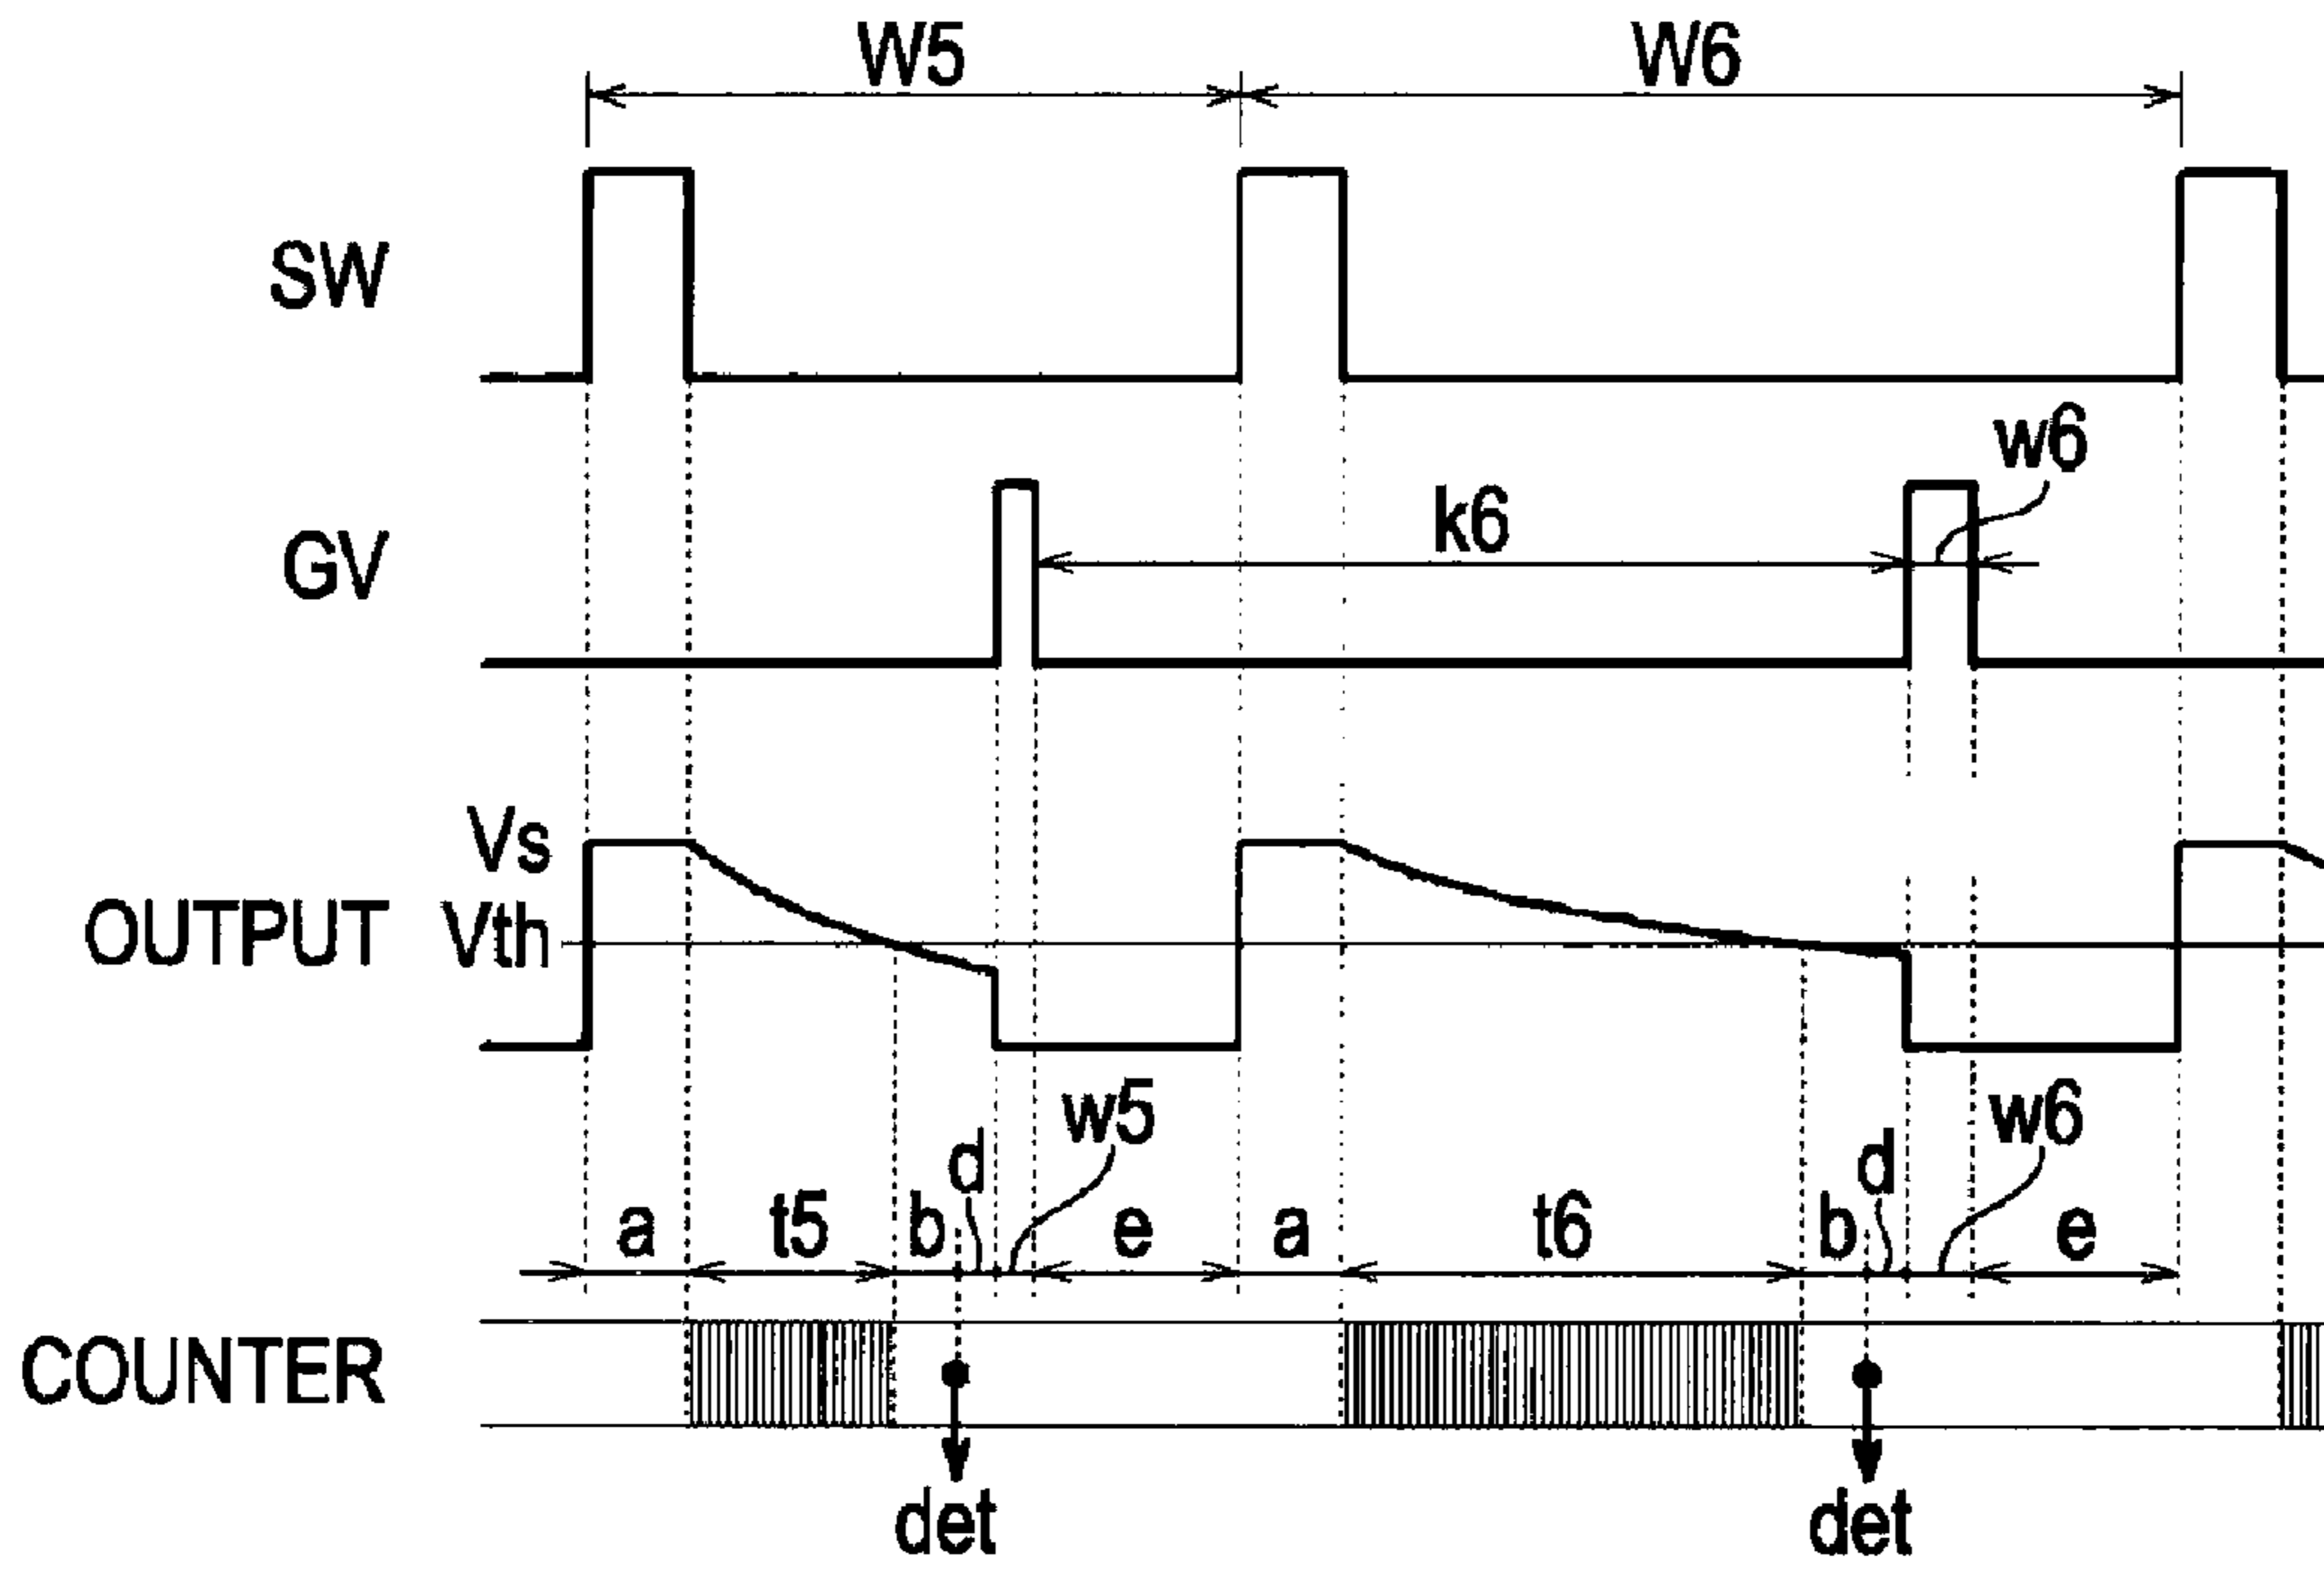 W5 W6
SW
w6
k6
GV
Vs
OUTPUT Vth
w5 w6
d d
a t5 b e a t6 b e
COUNTER
det det